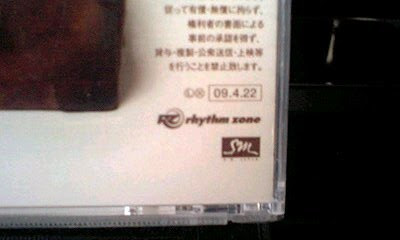 従って有償・無償に拘らず、
権利者の書面による
事前の承諾を得ず、
貸与・複製・公衆送信・上映等
を行うことを禁止致します。
Ⓛ® 09.4.22
RZ rhythm zone
SM